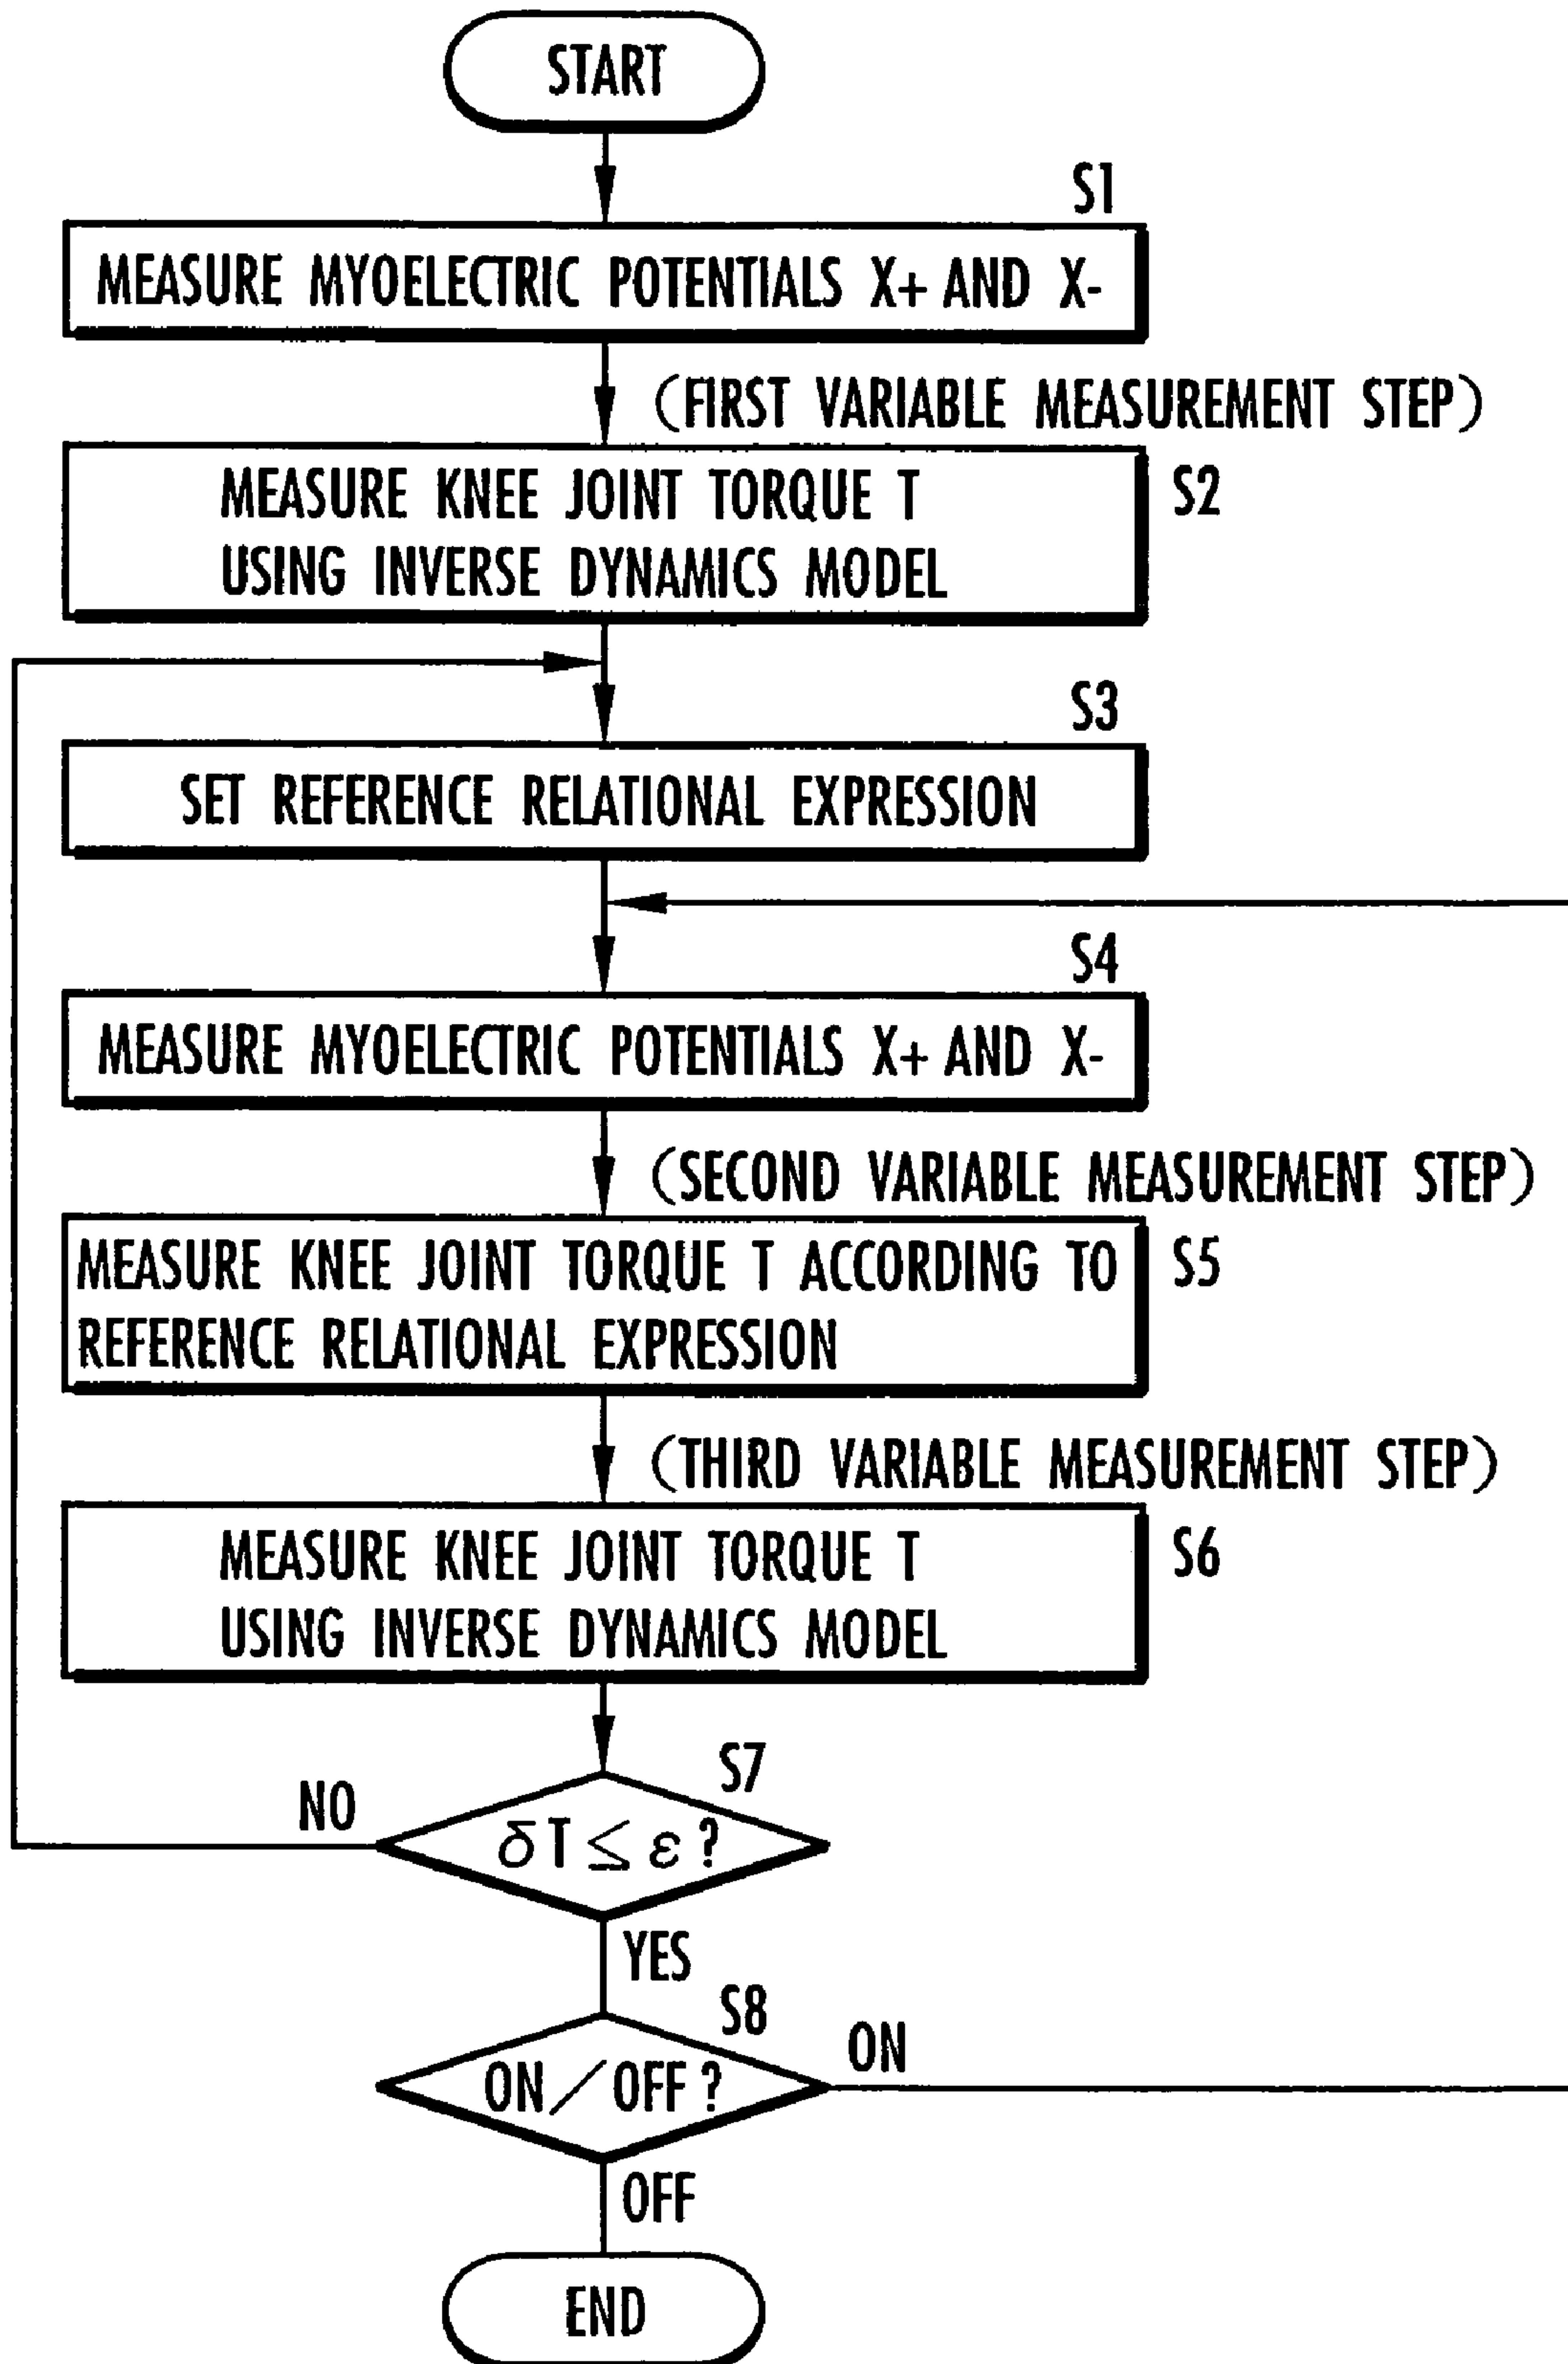 START
S1
MEASURE MYOELECTRIC POTENTIALS X+ AND X-
(FIRST VARIABLE MEASUREMENT STEP)
MEASURE KNEE JOINT TORQUE T
USING INVERSE DYNAMICS MODEL
S2
S3
SET REFERENCE RELATIONAL EXPRESSION
S4
MEASURE MYOELECTRIC POTENTIALS X+ AND X-
(SECOND VARIABLE MEASUREMENT STEP)
MEASURE KNEE JOINT TORQUE T ACCORDING TO
REFERENCE RELATIONAL EXPRESSION
S5
(THIRD VARIABLE MEASUREMENT STEP)
MEASURE KNEE JOINT TORQUE T
USING INVERSE DYNAMICS MODEL
S6
S7
NO
δT≤ε?
YES
S8
ON/OFF?
ON
OFF
END